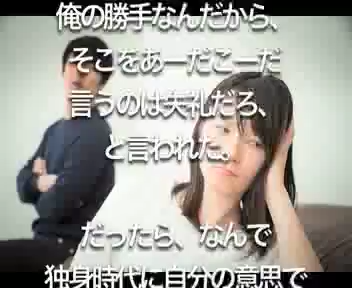 俺の勝手なんだから、
そこをあーだこーだ
言うのは失礼だろ、
と言われた。
だったら、なんで
独身時代に自分の意思で